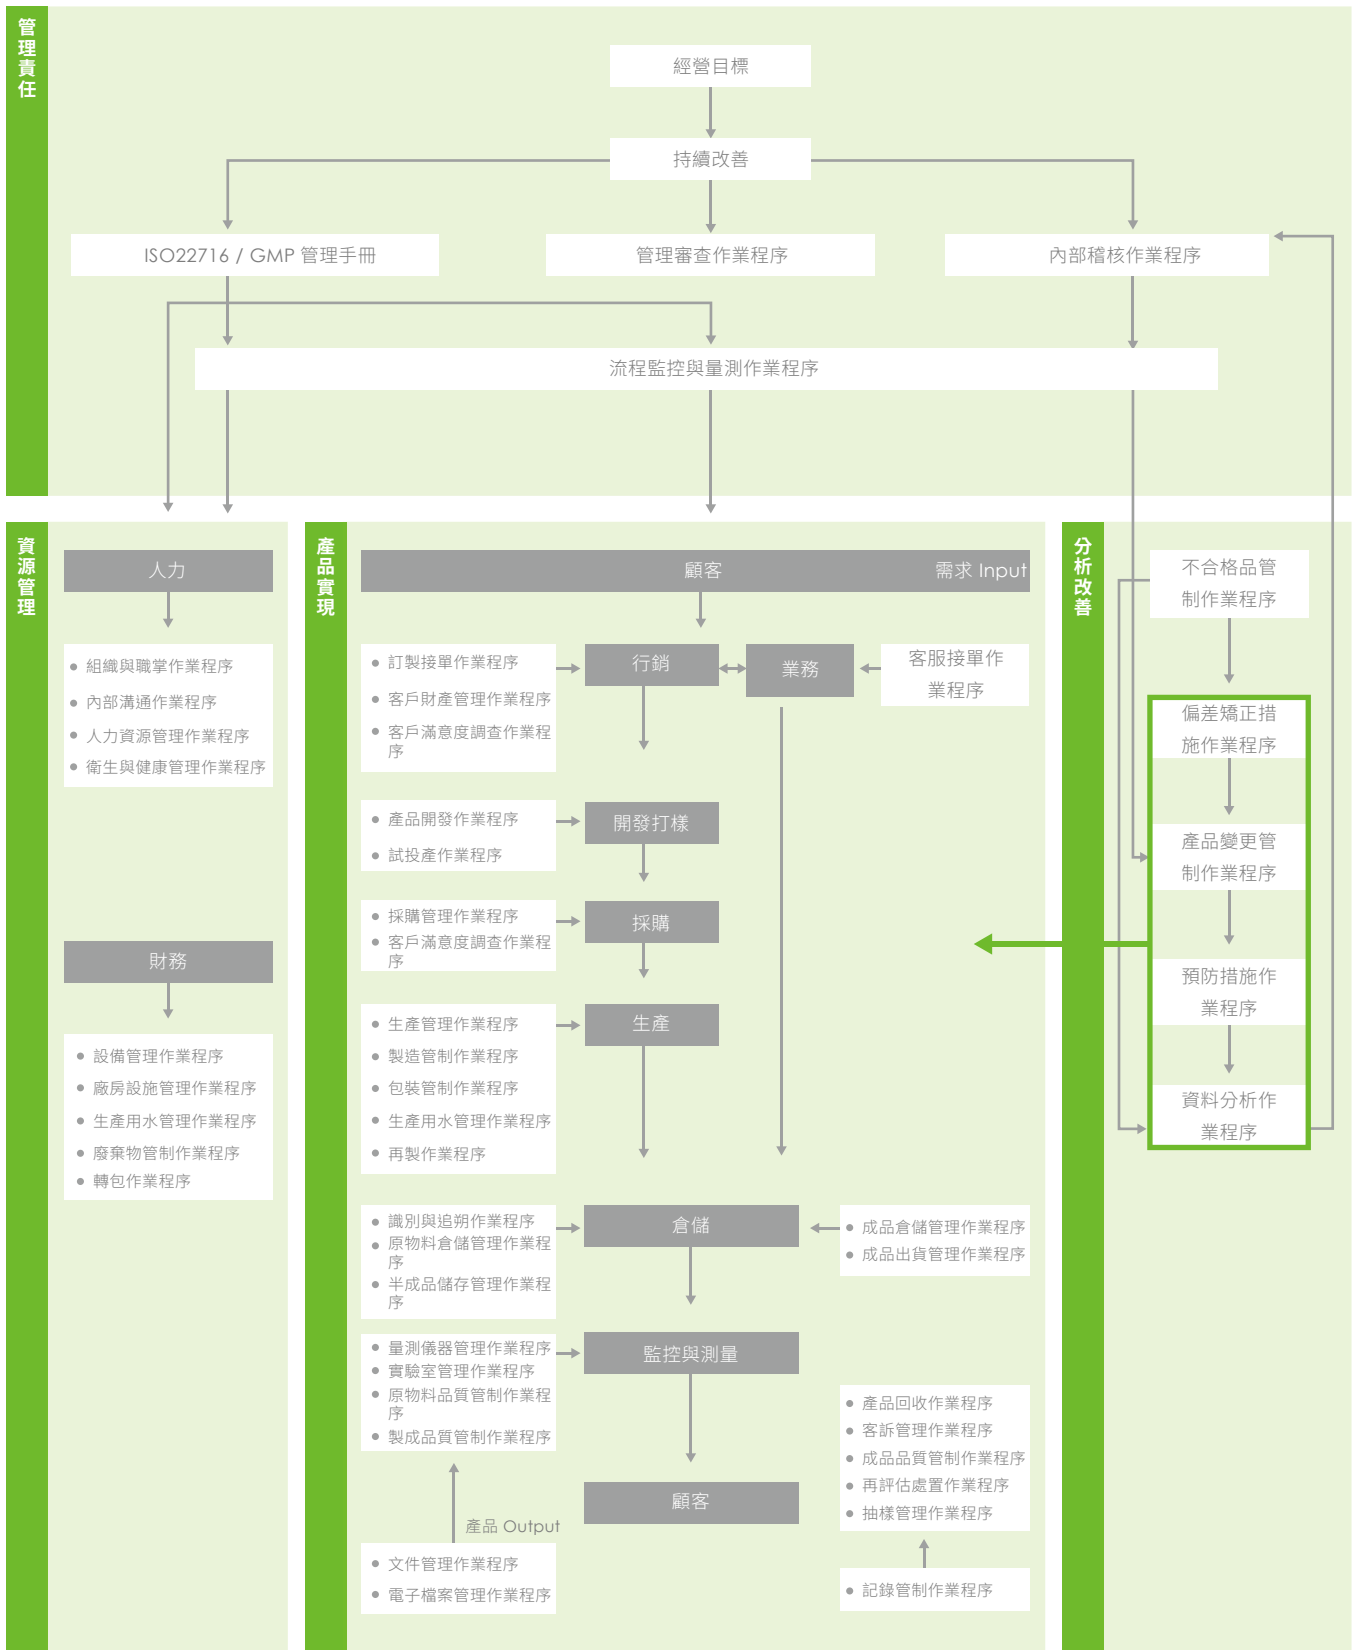 管理責任
經營目標
持續改善
ISO22716 / GMP 管理手冊
管理審查作業程序
內部稽核作業程序
流程監控與量測作業程序
資源管理
人力
組織與職掌作業程序
內部溝通作業程序
人力資源管理作業程序
衛生與健康管理作業程序
財務
設備管理作業程序
廠房設施管理作業程序
生產用水管理作業程序
廢棄物管制作業程序
轉包作業程序
產品實現
顧客
需求 Input
訂製接單作業程序
客戶財產管理作業程序
客戶滿意度調查作業程
序
行銷
業務
客服接單作
業程序
產品開發作業程序
試投產作業程序
開發打樣
採購管理作業程序
客戶滿意度調查作業程
序
採購
生產管理作業程序
製造管制作業程序
包裝管制作業程序
生產用水管理作業程序
再製作業程序
生產
識別與追朔作業程序
原物料倉儲管理作業程
序
半成品儲存管理作業程
序
倉儲
成品倉儲管理作業程序
成品出貨管理作業程序
量測儀器管理作業程序
實驗室管理作業程序
原物料品質管制作業程
序
製成品質管制作業程序
監控與測量
產品回收作業程序
客訴管理作業程序
成品品質管制作業程序
再評估處置作業程序
抽樣管理作業程序
顧客
產品 Output
文件管理作業程序
電子檔案管理作業程序
記錄管制作業程序
分析改善
不合格品管
制作業程序
偏差矯正措
施作業程序
產品變更管
制作業程序
預防措施作
業程序
資料分析作
業程序